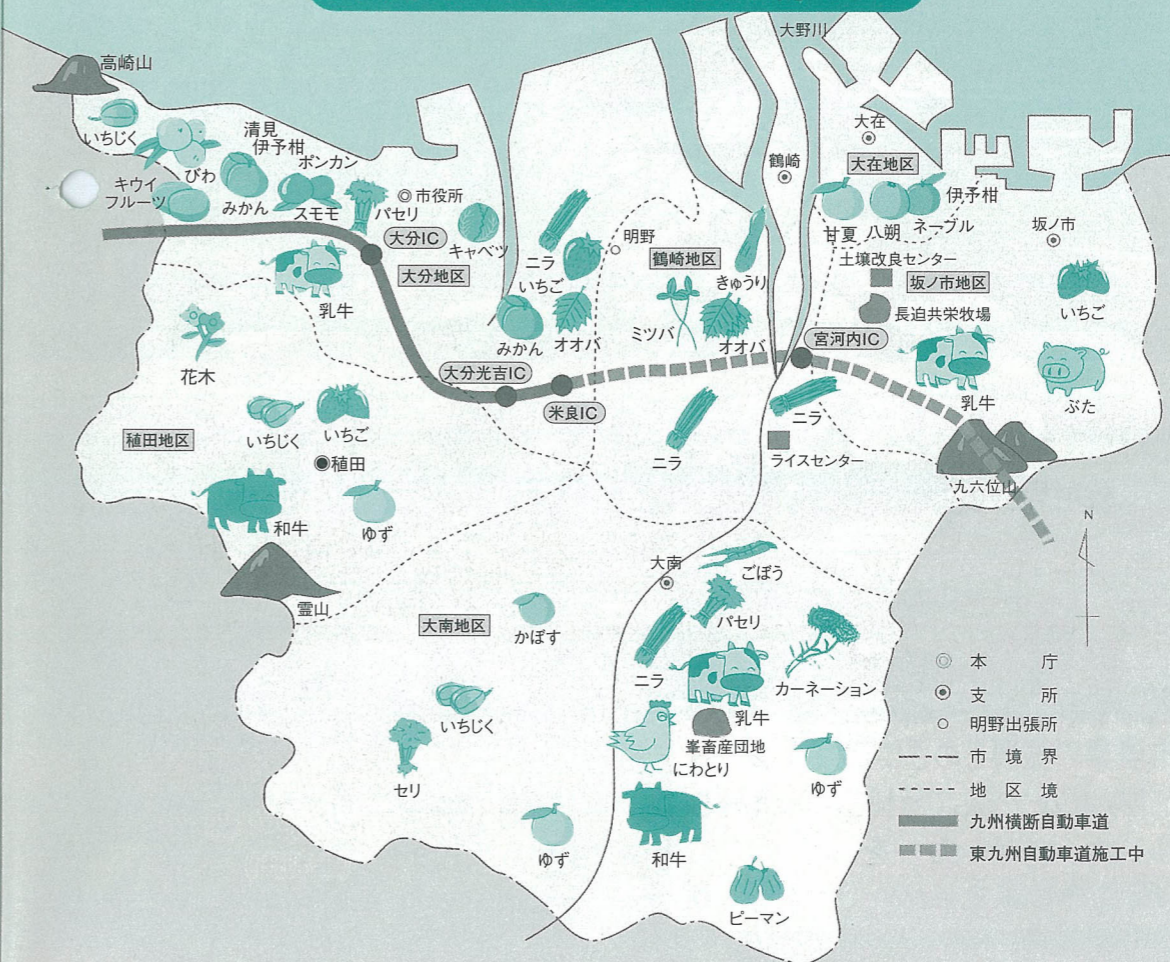 高崎山
いちじく
びわ
清見
伊予柑
ポンカン
キウイ
フルーツ
みかん
スモモ
パセリ
市役所
大分IC
キャベツ
大分地区
乳牛
ニラ
いちご
みかん
オオバ
明野
鶴崎地区
きゅうり
ミツバ
オオバ
大野川
鶴崎
大在
大在地区
甘夏
八朔
ネーブル
伊予柑
坂ノ市
土壌改良センター
坂ノ市地区
長迫共栄牧場
いちご
宮河内IC
乳牛
ぶた
大分光吉IC
米良IC
ニラ
ニラ
ライスセンター
九六位山
花木
いちじく
いちご
稙田地区
稙田
和牛
ゆず
霊山
大南地区
かぼす
いちじく
セリ
ゆず
大南
ごぼう
パセリ
ニラ
カーネーション
乳牛
峯畜産団地
にわとり
ゆず
和牛
ピーマン
N
本庁
支所
明野出張所
市境界
地区境
九州横断自動車道
東九州自動車道施工中